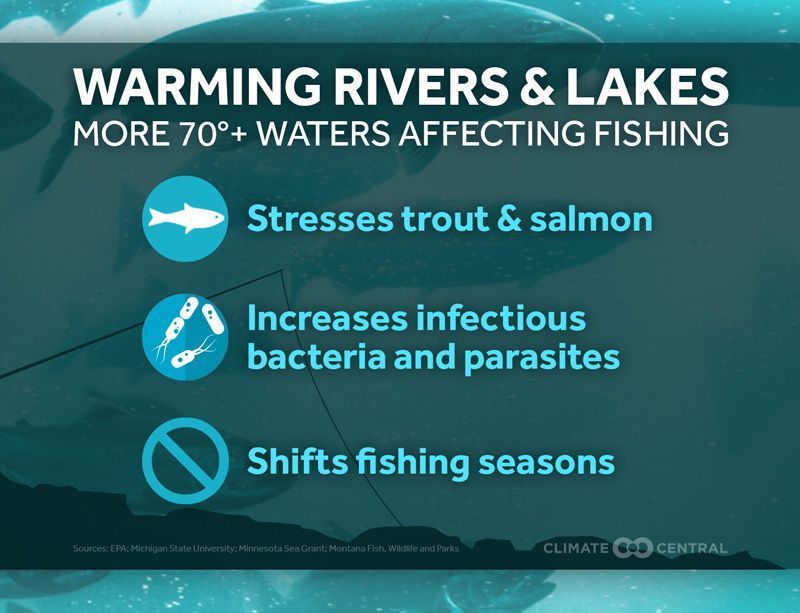 WARMING RIVERS & LAKES
MORE 70°+ WATERS AFFECTING FISHING
Stresses trout & salmon
Increases infectious
bacteria and parasites
Shifts fishing seasons
Sources: EPA; Michigan State University; Minnesota Sea Grant; Montana Fish, Wildlife and Parks
CLIMATE CENTRAL